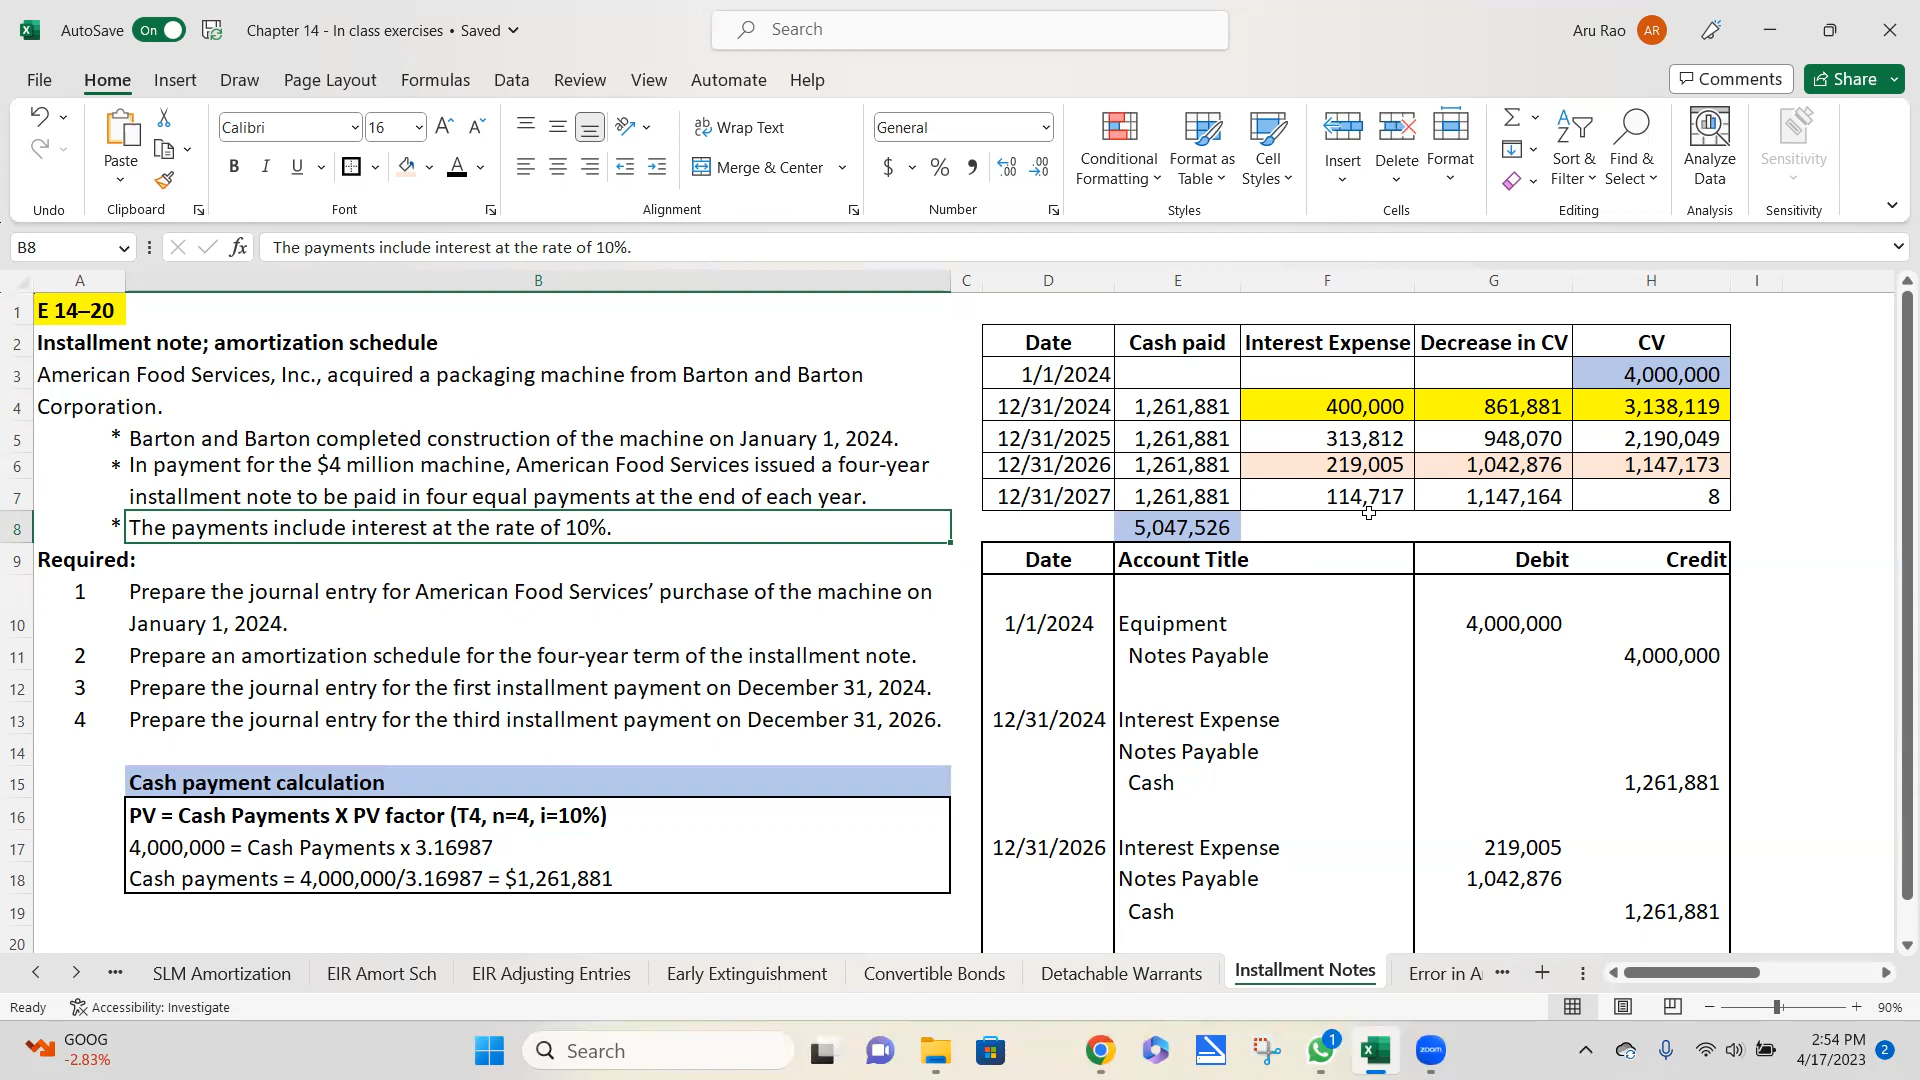 AutoSave On Chapter 14 - In class exercises • Saved Search Aru Rao AR
File Home Insert Draw Page Layout Formulas Data Review View Automate Help Comments Share
Calibri 16 Wrap Text General
Paste Conditional Format as Cell Insert Delete Format Sort & Find & Analyze Sensitivity
B I U Merge & Center $ % Formatting Table Styles Filter Select Data
Undo Clipboard Font Alignment Number Styles Cells Editing Analysis Sensitivity
B8 fx The payments include interest at the rate of 10%.
A B C D E F G H I
1 E 14–20
2 Installment note; amortization schedule Date Cash paid Interest Expense Decrease in CV CV
3 American Food Services, Inc., acquired a packaging machine from Barton and Barton 1/1/2024 4,000,000
4 Corporation. 12/31/2024 1,261,881 400,000 861,881 3,138,119
5 * Barton and Barton completed construction of the machine on January 1, 2024. 12/31/2025 1,261,881 313,812 948,070 2,190,049
6 * In payment for the $4 million machine, American Food Services issued a four-year 12/31/2026 1,261,881 219,005 1,042,876 1,147,173
7 installment note to be paid in four equal payments at the end of each year. 12/31/2027 1,261,881 114,717 1,147,164 8
8 * The payments include interest at the rate of 10%. 5,047,526
9 Required: Date Account Title Debit Credit
1 Prepare the journal entry for American Food Services’ purchase of the machine on
10 January 1, 2024. 1/1/2024 Equipment 4,000,000
11 2 Prepare an amortization schedule for the four-year term of the installment note. Notes Payable 4,000,000
12 3 Prepare the journal entry for the first installment payment on December 31, 2024.
13 4 Prepare the journal entry for the third installment payment on December 31, 2026. 12/31/2024 Interest Expense
14 Notes Payable
15 Cash payment calculation Cash 1,261,881
16 PV = Cash Payments X PV factor (T4, n=4, i=10%)
17 4,000,000 = Cash Payments x 3.16987 12/31/2026 Interest Expense 219,005
18 Cash payments = 4,000,000/3.16987 = $1,261,881 Notes Payable 1,042,876
19 Cash 1,261,881
20
SLM Amortization EIR Amort Sch EIR Adjusting Entries Early Extinguishment Convertible Bonds Detachable Warrants Installment Notes Error in A
Ready Accessibility: Investigate 90%
GOOG
-2.83%
Search
zoom
1
2:54 PM
4/17/2023
2